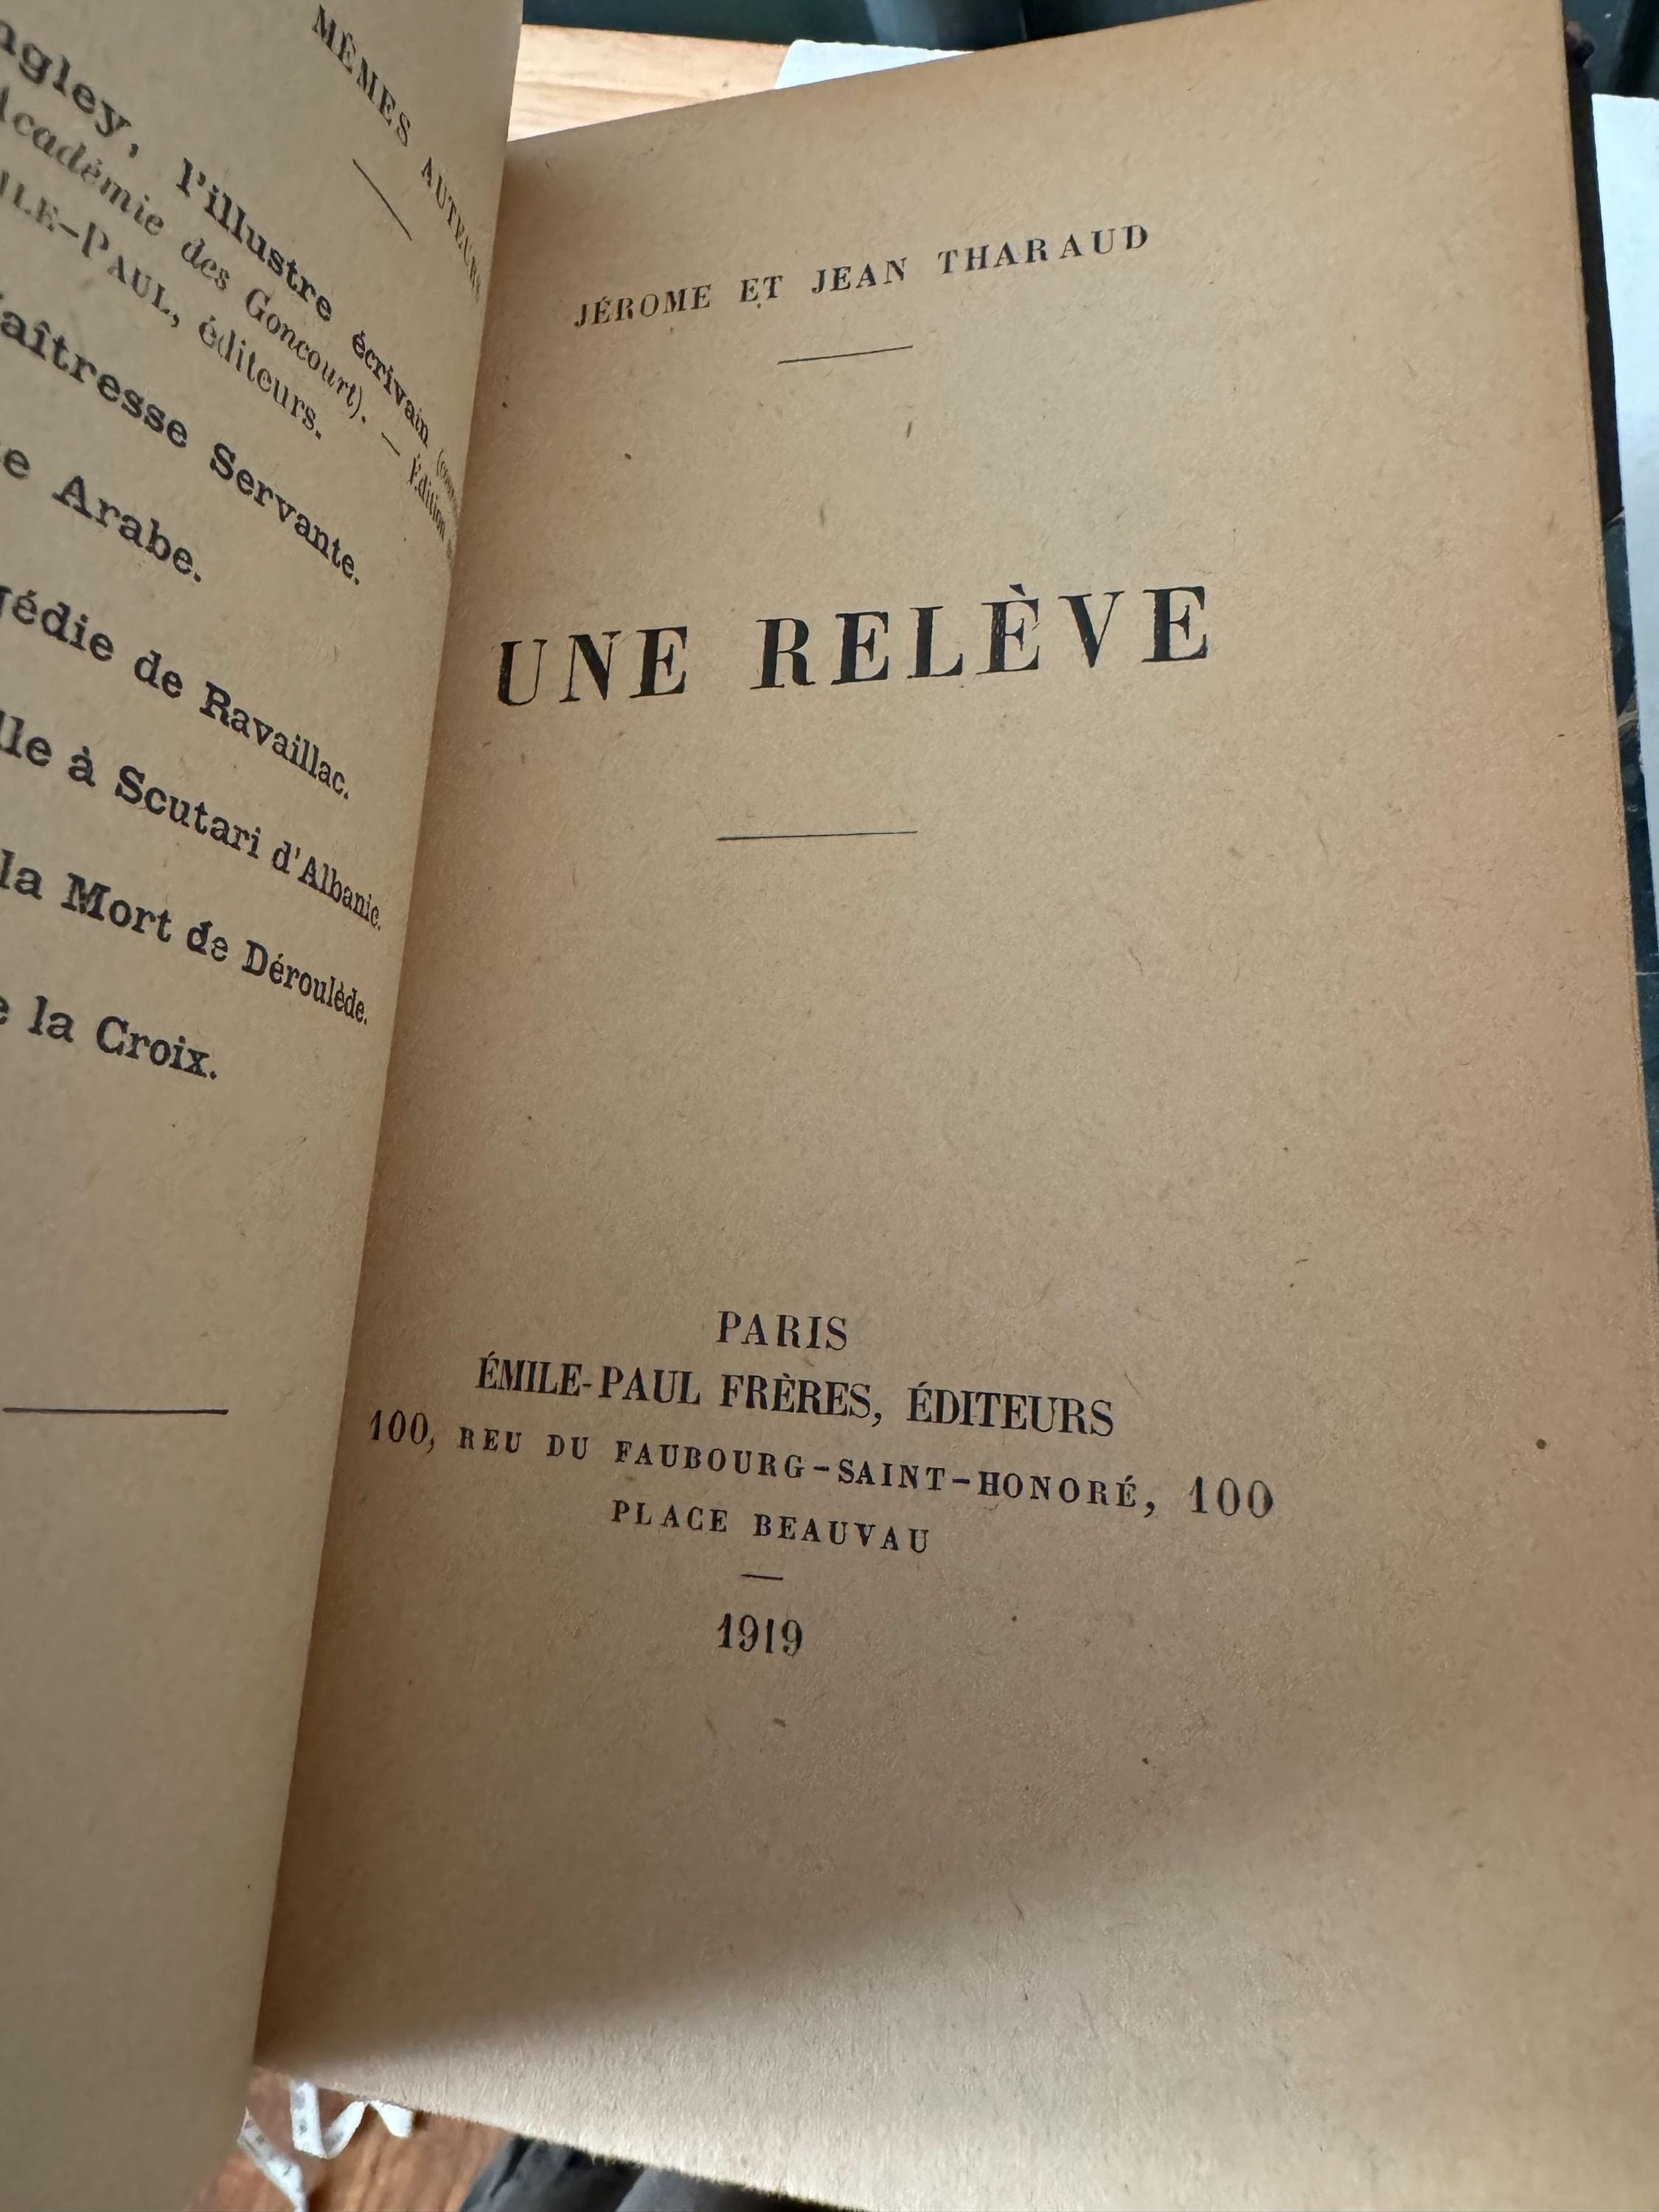 MÊMES AUTEURS
ngley, l'illustre écrivain
Académie des Goncourt). — Édition
ILE-PAUL, éditeurs.
aîtresse Servante.
e Arabe.
gédie de Ravaillac.
lle à Scutari d'Albanie.
la Mort de Déroulède.
e la Croix.
JÉROME ET JEAN THARAUD
UNE RELÈVE
PARIS
ÉMILE-PAUL FRÈRES, ÉDITEURS
100, REU DU FAUBOURG-SAINT-HONORÉ, 100
PLACE BEAUVAU
1919